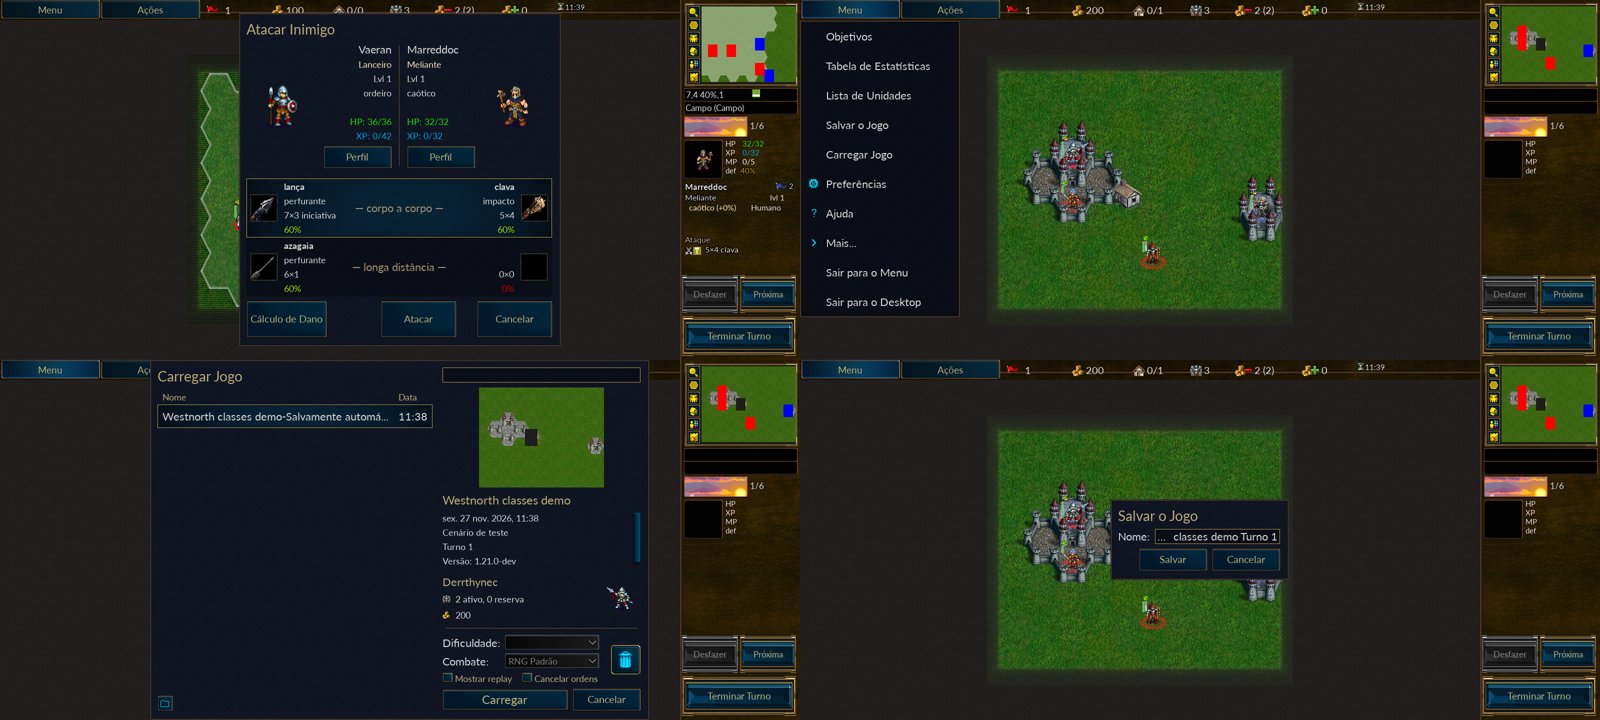 Menu
Ações
1
100
0/0
3
2 (2)
0
11:39
Atacar Inimigo
Vaeran
Lanceiro
Lvl 1
ordeiro
HP: 36/36
XP: 0/42
Perfil
Marreddoc
Meliante
Lvl 1
caótico
HP: 32/32
XP: 0/32
Perfil
lança
perfurante
7×3 iniciativa
60%
— corpo a corpo —
clava
impacto
5×4
60%
azagaia
perfurante
6×1
60%
— longa distância —
0×0
0%
Cálculo de Dano
Atacar
Cancelar
7,4 40%,1
Campo (Campo)
1/6
HP 32/32
XP 0/32
MP 0/5
def 40%
Marreddoc 2
Meliante lvl 1
caótico (+0%) Humano
Ataque
5×4 clava
Desfazer
Próxima
Terminar Turno
Menu
Ações
1
200
0/1
3
2 (2)
0
11:39
Objetivos
Tabela de Estatísticas
Lista de Unidades
Salvar o Jogo
Carregar Jogo
Preferências
? Ajuda
Mais...
Sair para o Menu
Sair para o Desktop
1/6
HP
XP
MP
def
Desfazer
Próxima
Terminar Turno
Menu
Açõ
Carregar Jogo
Nome
Data
Westnorth classes demo-Salvamente automá...
11:38
Westnorth classes demo
sex. 27 nov. 2026, 11:38
Cenário de teste
Turno 1
Versão: 1.21.0-dev
Derrthynec
2 ativo, 0 reserva
200
Dificuldade:
Combate:
RNG Padrão
Mostrar replay
Cancelar ordens
Carregar
Cancelar
1/6
HP
XP
MP
def
Desfazer
Próxima
Terminar Turno
Menu
Ações
1
200
0/1
3
2 (2)
0
11:39
Salvar o Jogo
Nome:
... classes demo Turno 1
Salvar
Cancelar
1/6
HP
XP
MP
def
Desfazer
Próxima
Terminar Turno